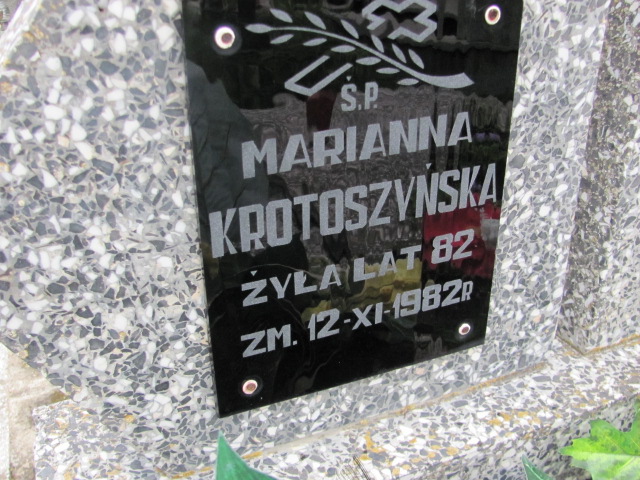 Ś.P.
MARIANNA
KROTOSZYŃSKA
ŻYŁA LAT 82
ZM. 12-XI-1982R